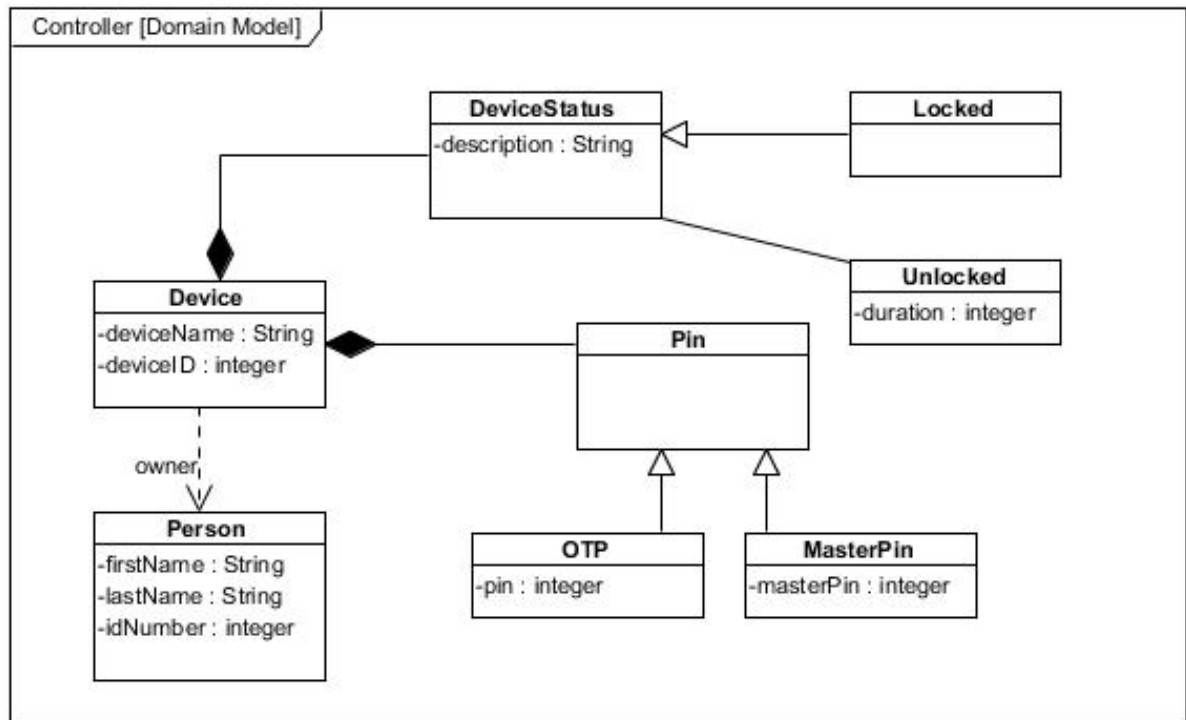 Controller [Domain Model]
DeviceStatus
-description : String
Locked
Unlocked
-duration : integer
Device
-deviceName : String
-deviceID : integer
Pin
owner
Person
-firstName : String
-lastName : String
-idNumber : integer
OTP
-pin : integer
MasterPin
-masterPin : integer